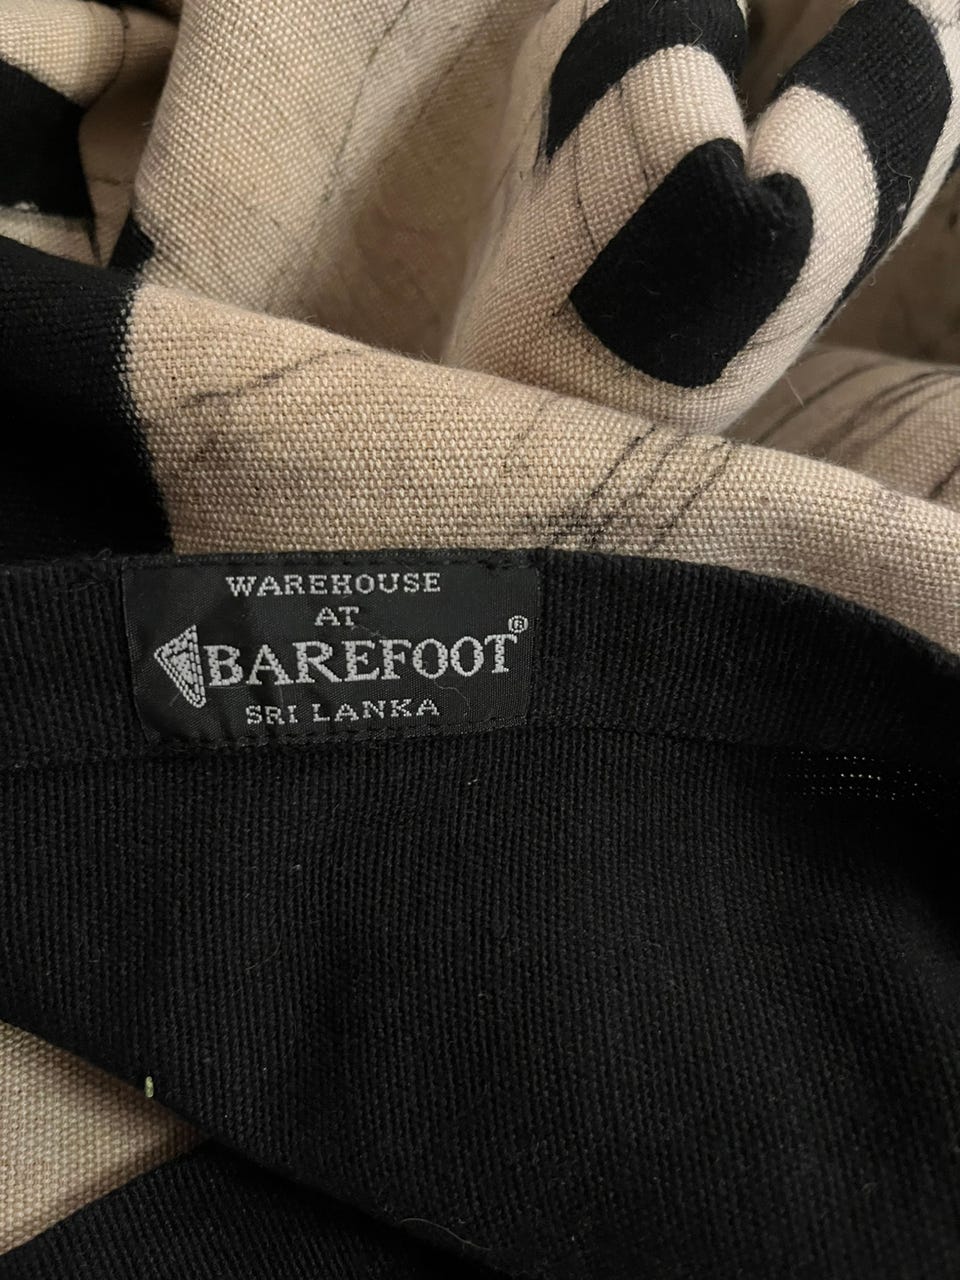 WAREHOUSE
AT
BAREFOOT®
SRI LANKA